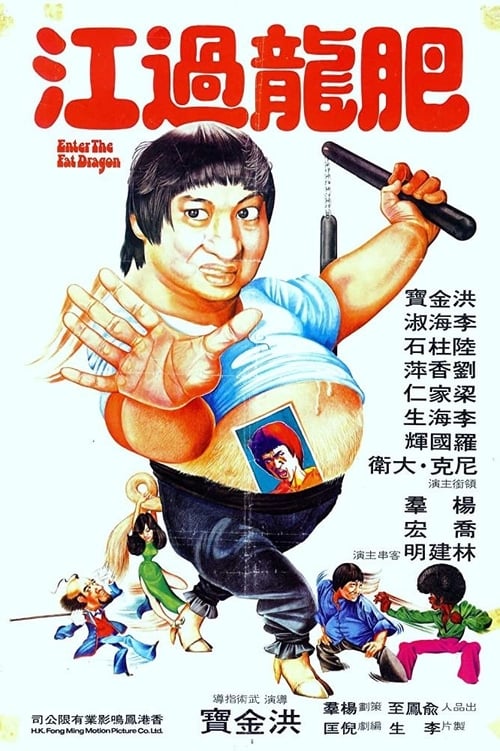 肥龍過江
Enter The
Fat Dragon
洪金寶
李海淑
陸柱石
劉香萍
梁家仁
李海生
羅國輝
尼克・大衛
領銜主演
楊羣
喬宏
林建明 客串主演
出品人 俞鳳至
製片 李生
策劃 楊羣
編劇 倪匡
導演 武術指導
洪金寶
香港鳳鳴影業有限公司
H.K. Fong Ming Motion Picture Co. Ltd.